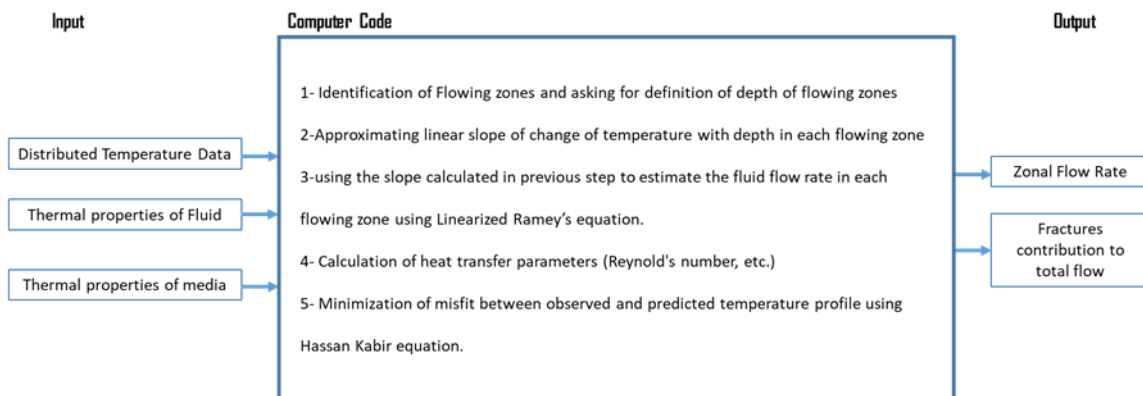 Input
Computer Code
Output
1- Identification of Flowing zones and asking for definition of depth of flowing zones
2-Approximating linear slope of change of temperature with depth in each flowing zone
3-using the slope calculated in previous step to estimate the fluid flow rate in each
flowing zone using Linearized Ramey's equation.
4- Calculation of heat transfer parameters (Reynold's number, etc.)
5- Minimization of misfit between observed and predicted temperature profile using
Hassan Kabir equation.
Distributed Temperature Data
Thermal properties of Fluid
Thermal properties of media
Zonal Flow Rate
Fractures
contribution to
total flow